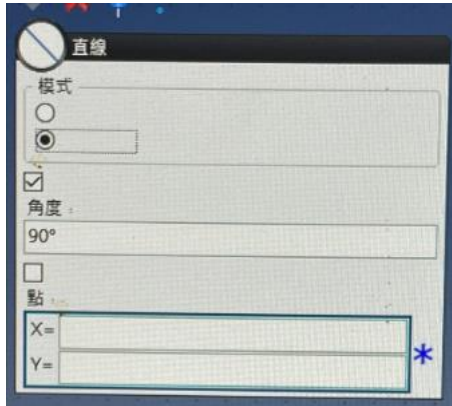 直線
模式
角度：
90°
點
X=
Y=